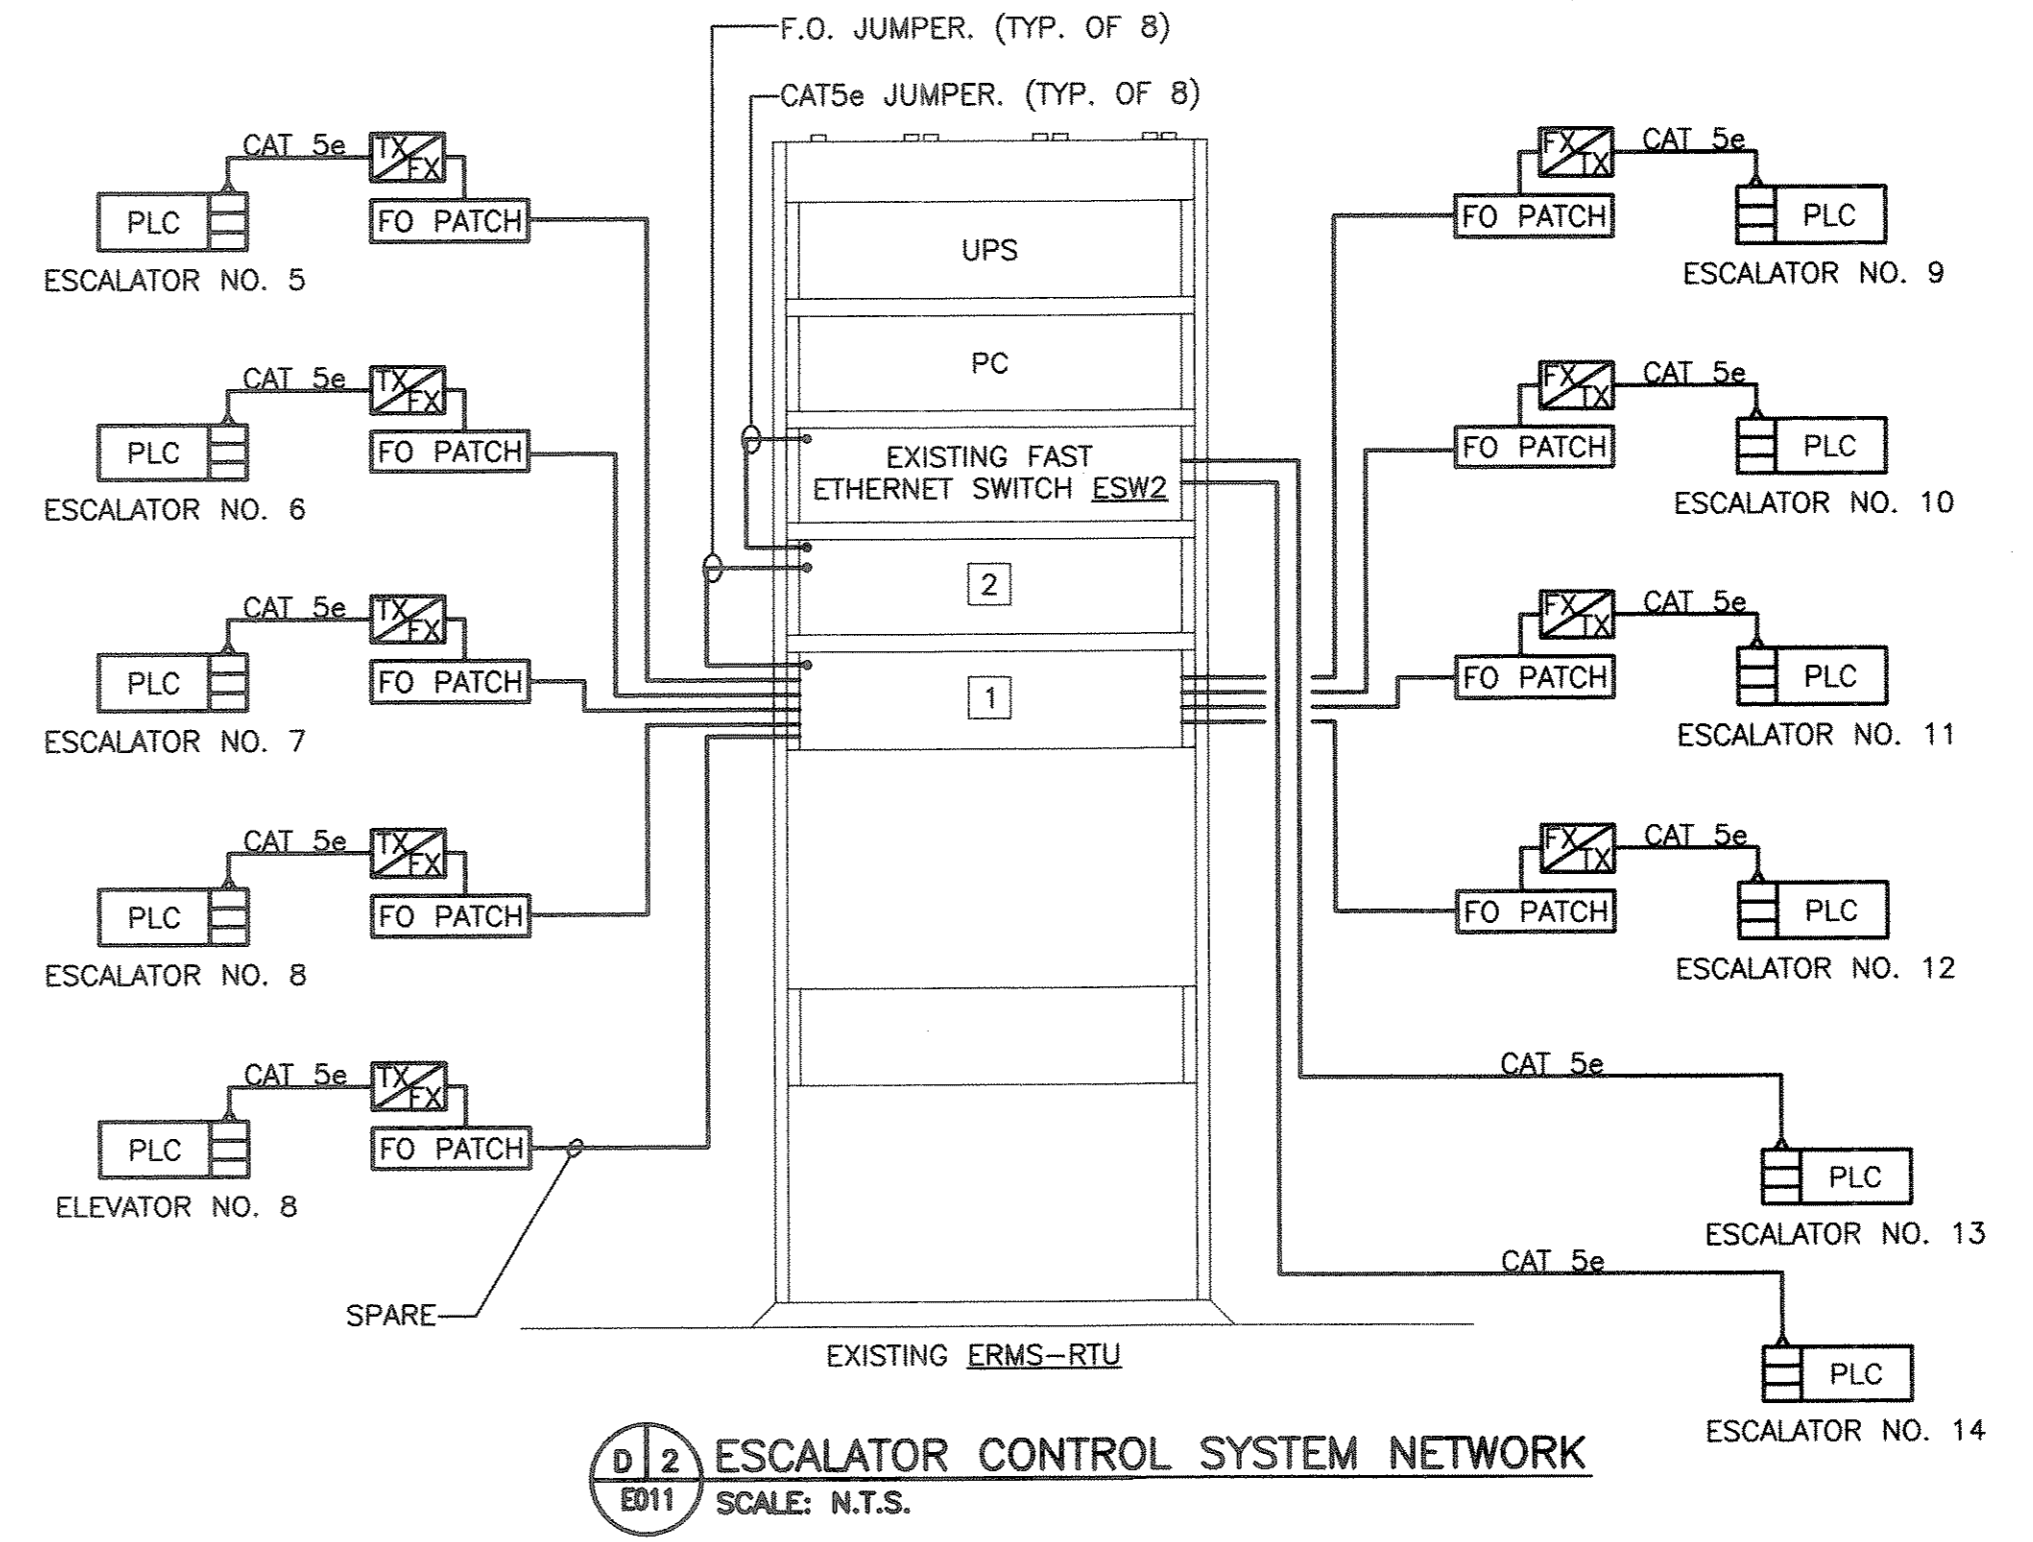 F.O. JUMPER. (TYP. OF 8)
CAT5e JUMPER. (TYP. OF 8)
CAT 5e
TX
FX
PLC
FO PATCH
ESCALATOR NO. 5
CAT 5e
TX
FX
PLC
FO PATCH
ESCALATOR NO. 6
CAT 5e
TX
FX
PLC
FO PATCH
ESCALATOR NO. 7
CAT 5e
TX
FX
PLC
FO PATCH
ESCALATOR NO. 8
CAT 5e
TX
FX
PLC
FO PATCH
ELEVATOR NO. 8
SPARE
UPS
PC
EXISTING FAST
ETHERNET SWITCH ESW2
2
1
EXISTING ERMS-RTU
FX
TX
CAT 5e
FO PATCH
PLC
ESCALATOR NO. 9
FX
TX
CAT 5e
FO PATCH
PLC
ESCALATOR NO. 10
FX
TX
CAT 5e
FO PATCH
PLC
ESCALATOR NO. 11
FX
TX
CAT 5e
FO PATCH
PLC
ESCALATOR NO. 12
CAT 5e
PLC
ESCALATOR NO. 13
CAT 5e
PLC
ESCALATOR NO. 14
D 2
E011
ESCALATOR CONTROL SYSTEM NETWORK
SCALE: N.T.S.